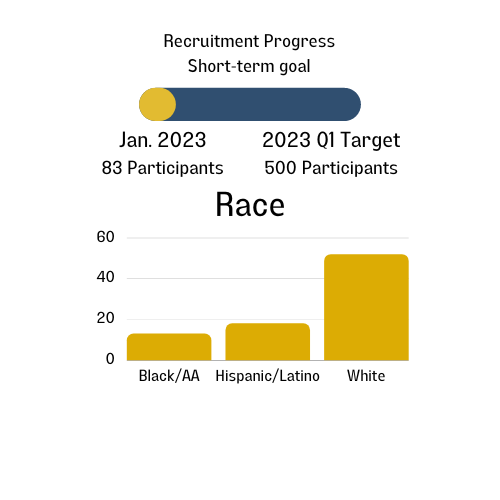 Recruitment Progress
Short-term goal
Jan. 2023 2023 Q1 Target
83 Participants 500 Participants
Race
60
40
20
0
Black/AA Hispanic/Latino White